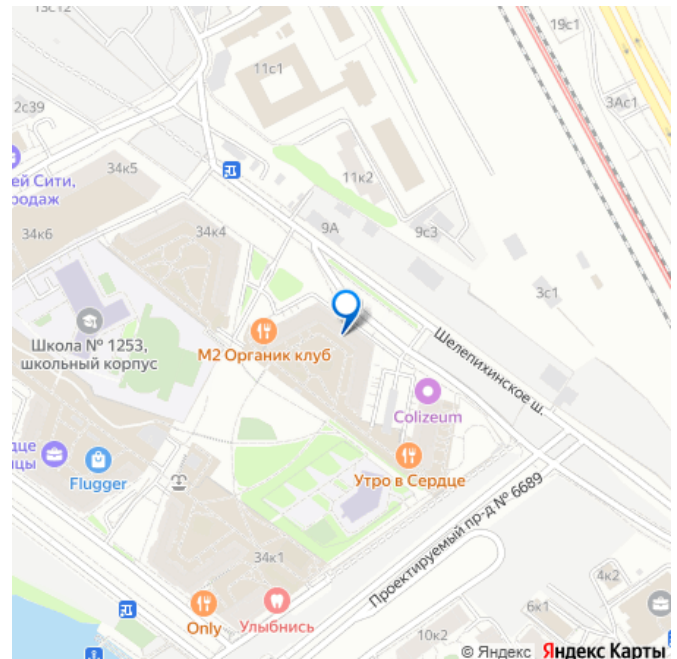 13с12
19с1
11с1
3Ас1
2с39
34к5
11к2
ей Сити,
родаж
34к6
34к4
9А
9с3
3с1
Школа № 1253,
школьный корпус
М2 Органик клуб
Шелепихинское ш.
Colizeum
дце
цы
Flugger
Утро в Сердце
Проектируемый пр-д № 6689
34к1
4к2
6к1
Only
Улыбнись
10к2
© Яндекс Яндекс Карты